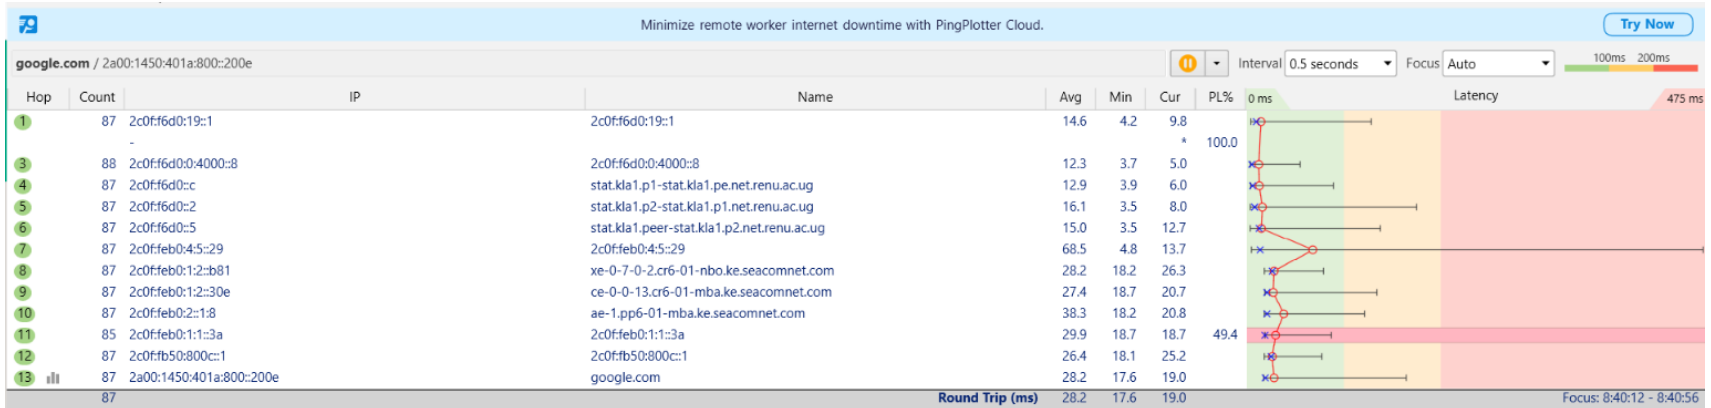 Minimize remote worker internet downtime with PingPlotter Cloud. Try Now
google.com / 2a00:1450:401a:800::200e Interval 0.5 seconds Focus Auto 100ms 200ms
Hop Count IP Name Avg Min Cur PL% 0 ms Latency 475 ms
1 87 2c0f:f6d0:19::1 2c0f:f6d0:19::1 14.6 4.2 9.8
- * 100.0
3 88 2c0f:f6d0:0:4000::8 2c0f:f6d0:0:4000::8 12.3 3.7 5.0
4 87 2c0f:f6d0::c stat.kla1.p1-stat.kla1.pe.net.renu.ac.ug 12.9 3.9 6.0
5 87 2c0f:f6d0::2 stat.kla1.p2-stat.kla1.p1.net.renu.ac.ug 16.1 3.5 8.0
6 87 2c0f:f6d0::5 stat.kla1.peer-stat.kla1.p2.net.renu.ac.ug 15.0 3.5 12.7
7 87 2c0f:feb0:4:5::29 2c0f:feb0:4:5::29 68.5 4.8 13.7
8 87 2c0f:feb0:1:2::b81 xe-0-7-0-2.cr6-01-nbo.ke.seacomnet.com 28.2 18.2 26.3
9 87 2c0f:feb0:1:2::30e ce-0-0-13.cr6-01-mba.ke.seacomnet.com 27.4 18.7 20.7
10 87 2c0f:feb0:2::1:8 ae-1.pp6-01-mba.ke.seacomnet.com 38.3 18.2 20.8
11 85 2c0f:feb0:1:1::3a 2c0f:feb0:1:1::3a 29.9 18.7 18.7 49.4
12 87 2c0f:fb50:800c::1 2c0f:fb50:800c::1 26.4 18.1 25.2
13 87 2a00:1450:401a:800::200e google.com 28.2 17.6 19.0
87 Round Trip (ms) 28.2 17.6 19.0 Focus: 8:40:12 - 8:40:56